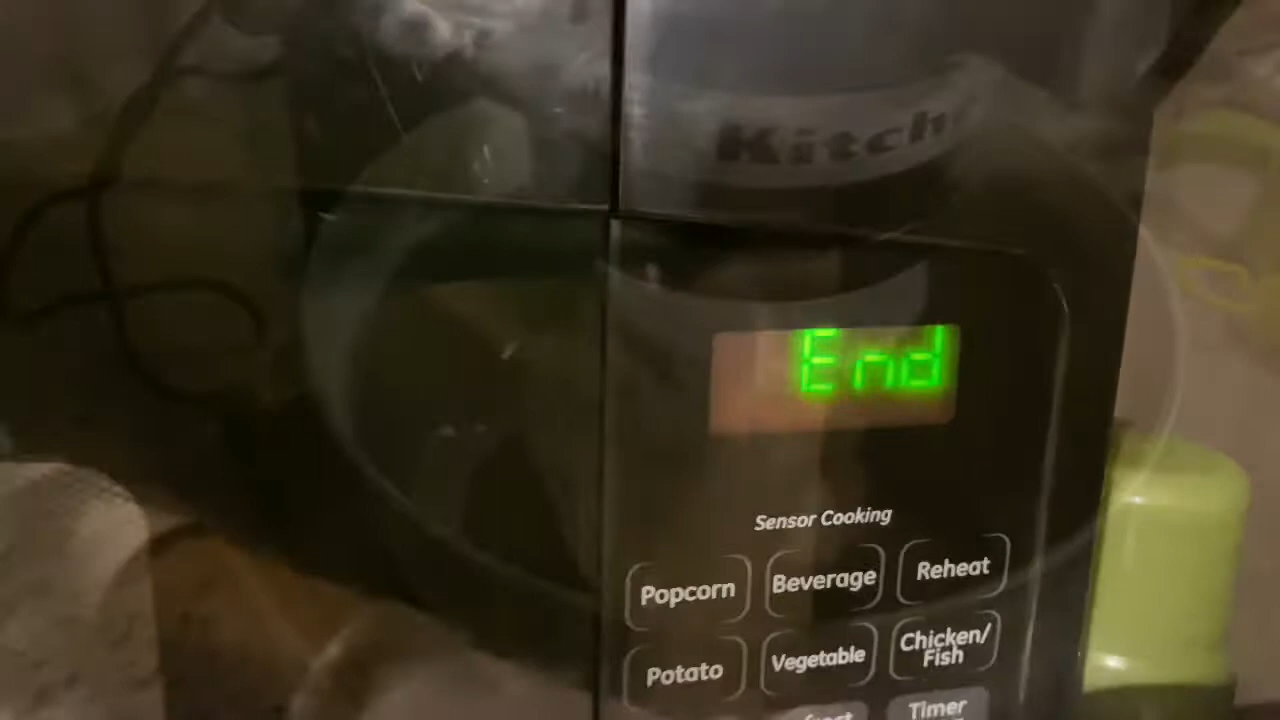 Kitch
End
Sensor Cooking
Popcorn Beverage Reheat
Potato Vegetable Chicken/
Fish
Timer